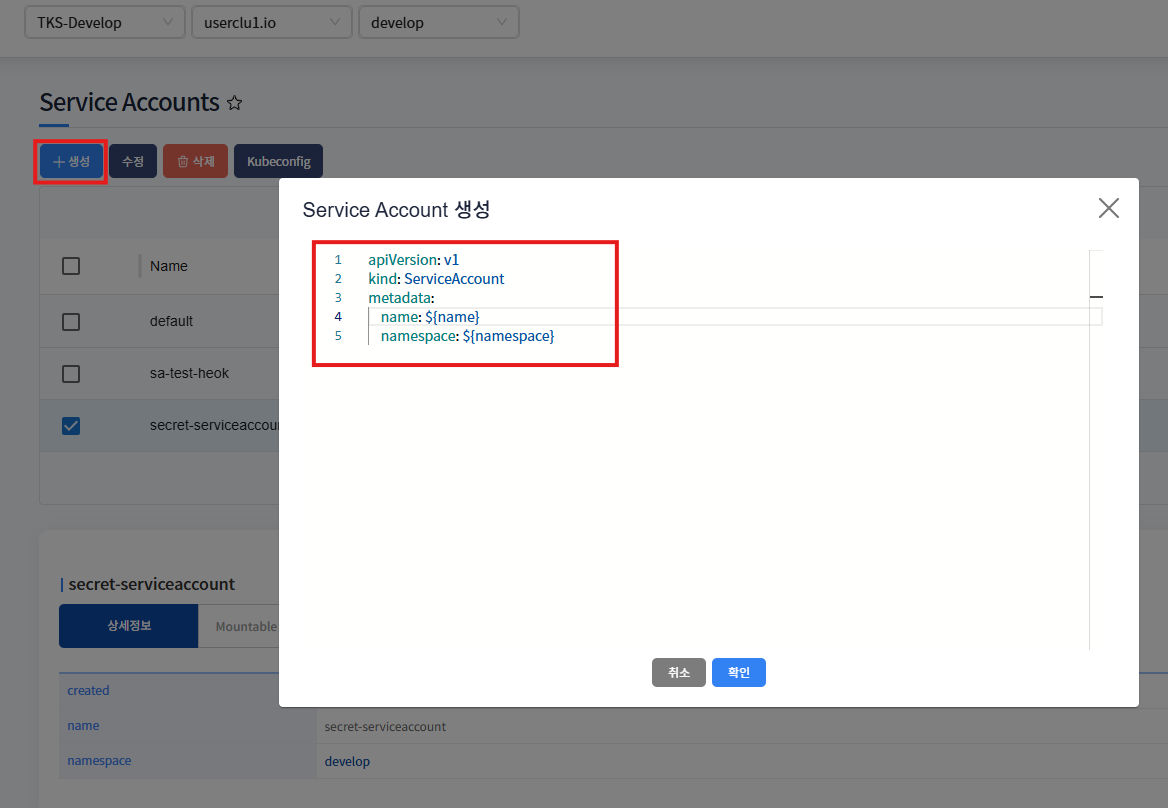 TKS-Develop userclu1.io develop
Service Accounts
생성 수정 삭제 Kubeconfig
Service Account 생성
1 apiVersion: v1
2 kind: ServiceAccount
3 metadata:
4 name: ${name}
5 namespace: ${namespace}
Name
default
sa-test-heok
secret-serviceaccoun
secret-serviceaccount
상세정보 Mountable
취소 확인
created
name secret-serviceaccount
namespace develop